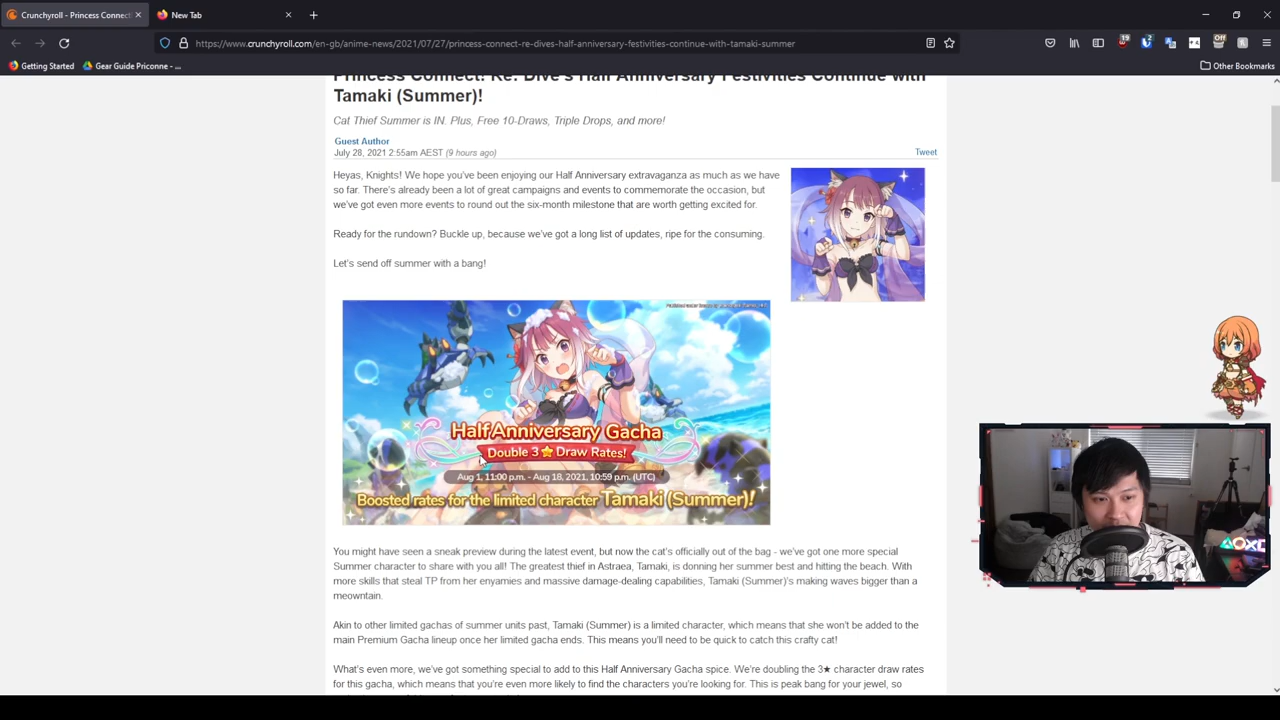 Crunchyroll - Princess Connect!
New Tab
https://www.crunchyroll.com/en-gb/anime-news/2021/07/27/princess-connect-re-dives-half-anniversary-festivities-continue-with-tamaki-summer
19
2
Off
Getting Started
Gear Guide Priconne - ...
Other Bookmarks
Princess Connect! Re: Dive's Half Anniversary Festivities Continue with
Tamaki (Summer)!
Cat Thief Summer is IN. Plus, Free 10-Draws, Triple Drops, and more!
Guest Author
July 28, 2021 2:55am AEST (9 hours ago)
Tweet
Heyas, Knights! We hope you've been enjoying our Half Anniversary extravaganza as much as we have
so far. There's already been a lot of great campaigns and events to commemorate the occasion, but
we've got even more events to round out the six-month milestone that are worth getting excited for.
Ready for the rundown? Buckle up, because we've got a long list of updates, ripe for the consuming.
Let's send off summer with a bang!
Half Anniversary Gacha
Double 3★ Draw Rates!
Aug 1, 11:00 p.m. - Aug 18, 2021, 10:59 p.m. (UTC)
Boosted rates for the limited character Tamaki (Summer)!
You might have seen a sneak preview during the latest event, but now the cat's officially out of the bag - we've got one more special
Summer character to share with you all! The greatest thief in Astraea, Tamaki, is donning her summer best and hitting the beach. With
more skills that steal TP from her enyamies and massive damage-dealing capabilities, Tamaki (Summer)'s making waves bigger than a
meowntain.
Akin to other limited gachas of summer units past, Tamaki (Summer) is a limited character, which means that she won't be added to the
main Premium Gacha lineup once her limited gacha ends. This means you'll need to be quick to catch this crafty cat!
What's even more, we've got something special to add to this Half Anniversary Gacha spice. We're doubling the 3★ character draw rates
for this gacha, which means that you're even more likely to find the characters you're looking for. This is peak bang for your jewel, so